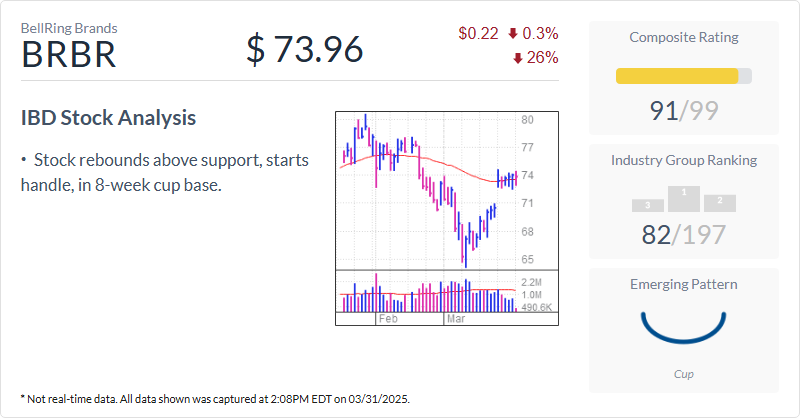 BellRing Brands
BRBR
$ 73.96
$0.22 0.3%
26%
IBD Stock Analysis
• Stock rebounds above support, starts
handle, in 8-week cup base.
80
77
74
71
68
65
2.2M
1.0M
490.6K
Feb
Mar
* Not real-time data. All data shown was captured at 2:08PM EDT on 03/31/2025.
Composite Rating
91/99
Industry Group Ranking
3 1 2
82/197
Emerging Pattern
Cup